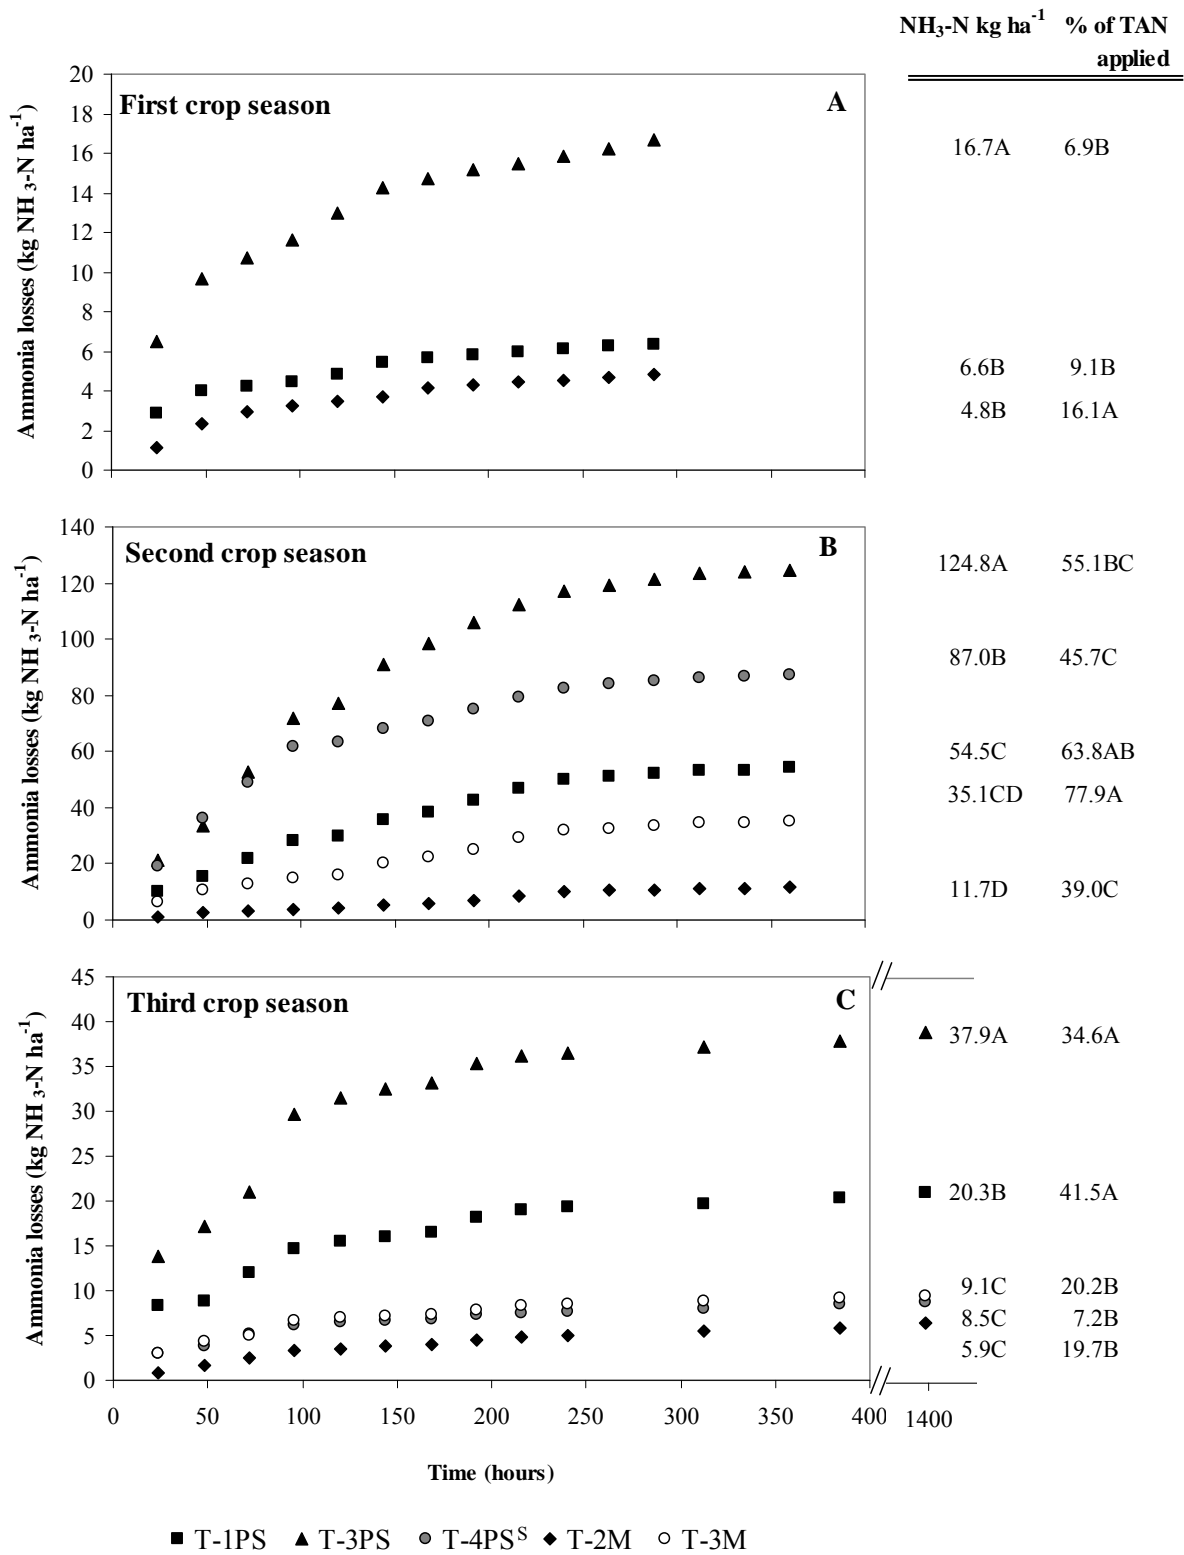 NH3-N kg ha-1 % of TAN
applied
Ammonia losses (kg NH 3-N ha-1)
20
18
16
14
12
10
8
6
4
2
0
First crop season A
16.7A 6.9B
6.6B 9.1B
4.8B 16.1A
Ammonia losses (kg NH 3-N ha-1)
140
120
100
80
60
40
20
0
Second crop season B
124.8A 55.1BC
87.0B 45.7C
54.5C 63.8AB
35.1CD 77.9A
11.7D 39.0C
Ammonia losses (kg NH 3-N ha-1)
45
40
35
30
25
20
15
10
5
0
Third crop season C
37.9A 34.6A
20.3B 41.5A
9.1C 20.2B
8.5C 7.2B
5.9C 19.7B
0 50 100 150 200 250 300 350 400 1400
Time (hours)
T-1PS T-3PS T-4PSS T-2M T-3M